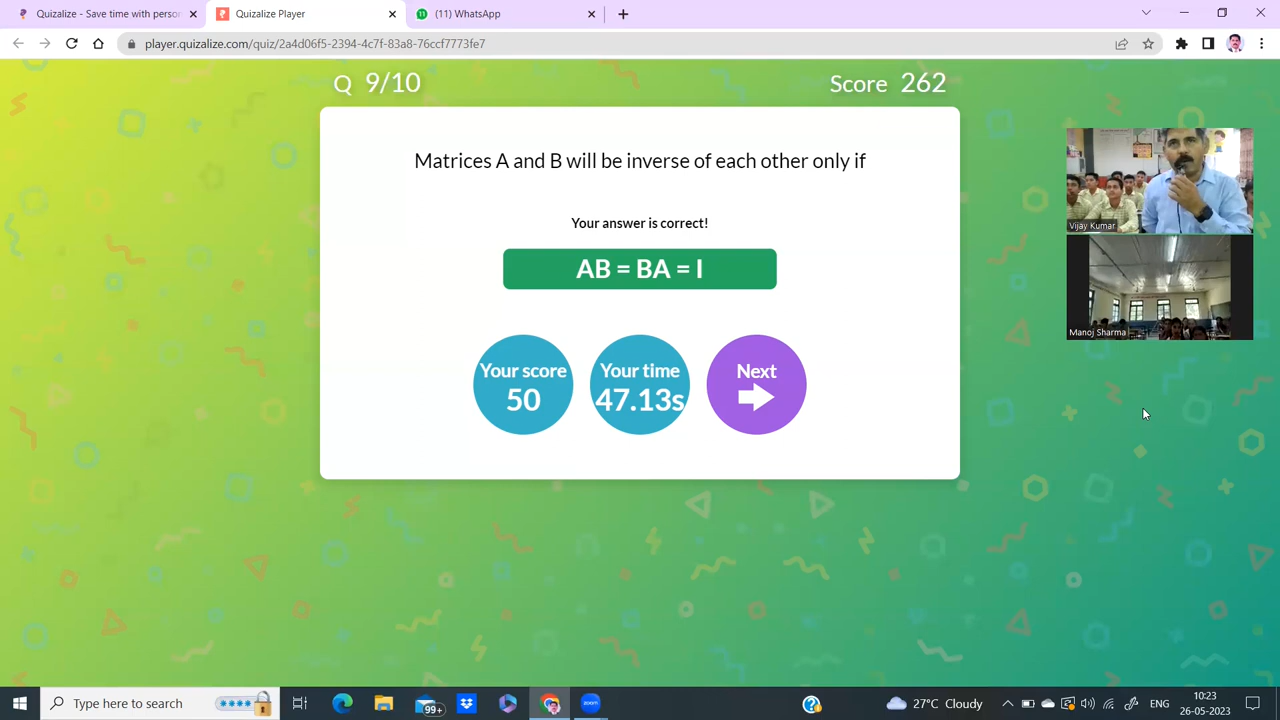 Quizalize - Save time with person
Quizalize Player
(11) WhatsApp
player.quizalize.com/quiz/2a4d06f5-2394-4c7f-83a8-76ccf7773fe7
Q 9/10
Score 262
Matrices A and B will be inverse of each other only if
Your answer is correct!
AB = BA = I
Your score
50
Your time
47.13s
Next
Vijay Kumar
Manoj Sharma
Type here to search
99+
zoom
27°C Cloudy
ENG
10:23
26-05-2023